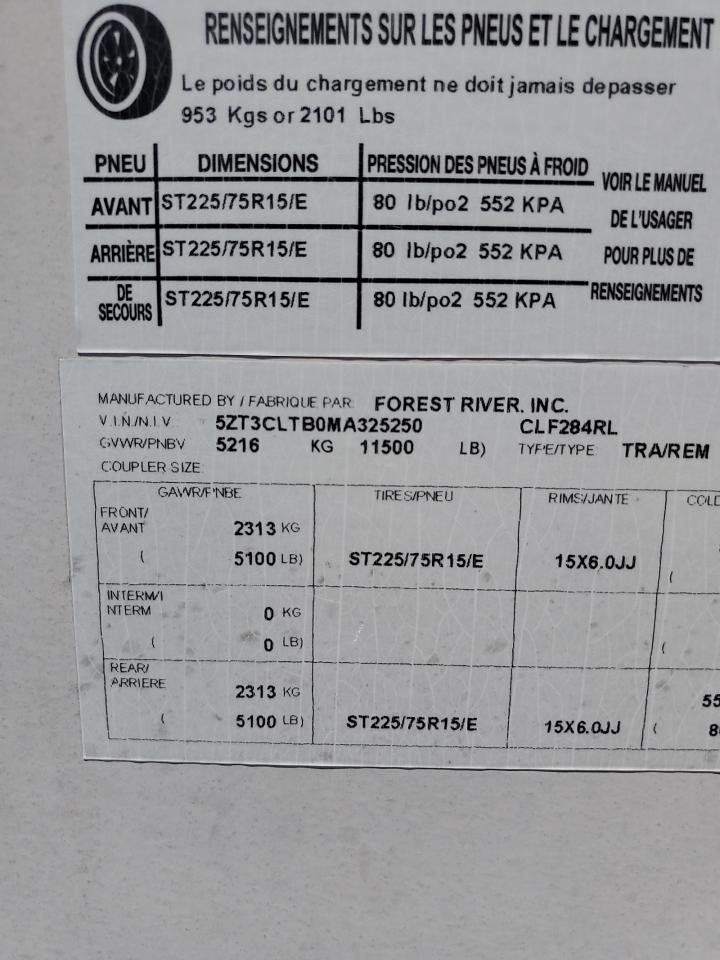 RENSEIGNEMENTS SUR LES PNEUS ET LE CHARGEMENT
Le poids du chargement ne doit jamais depasser
953 Kgs or 2101 Lbs
PNEU DIMENSIONS PRESSION DES PNEUS À FROID
AVANT ST225/75R15/E 80 lb/po2 552 KPA
ARRIÈRE ST225/75R15/E 80 lb/po2 552 KPA
DE SECOURS ST225/75R15/E 80 lb/po2 552 KPA
VOIR LE MANUEL
DE L'USAGER
POUR PLUS DE
RENSEIGNEMENTS
MANUFACTURED BY / FABRIQUE PAR: FOREST RIVER, INC.
V.I.N./N.I.V. 5ZT3CLTB0MA325250 CLF284RL
GVWR/PNBV 5216 KG 11500 LB) TYPE/TYPE: TRA/REM
COUPLER SIZE:
GAWR/PNBE TIRES/PNEU RIMS/JANTE COLD
FRONT/
AVANT 2313 KG
( 5100 LB) ST225/75R15/E 15X6.0JJ (
INTERM/I
NTERM 0 KG
( 0 LB) (
REAR/
ARRIERE 2313 KG 55
( 5100 LB) ST225/75R15/E 15X6.0JJ ( 8